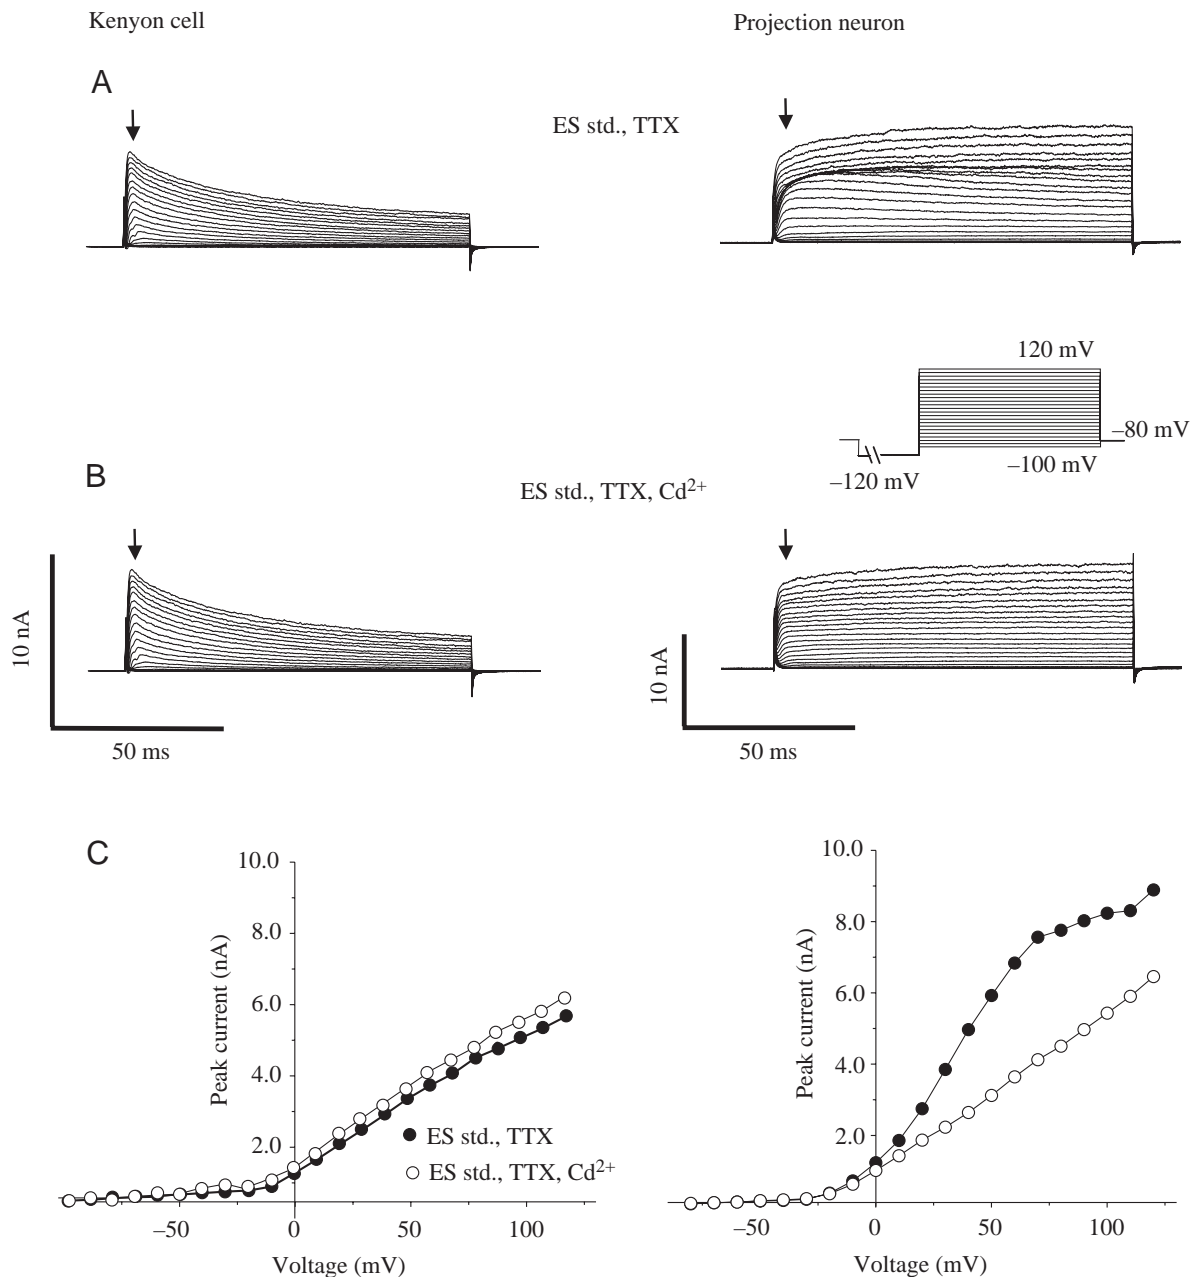 Kenyon cell
Projection neuron
A
ES std., TTX
120 mV
–80 mV
–100 mV
–120 mV
B
ES std., TTX, Cd²⁺
10 nA
50 ms
10 nA
50 ms
C
10.0
8.0
6.0
4.0
2.0
Peak current (nA)
ES std., TTX
ES std., TTX, Cd²⁺
–50
0
50
100
Voltage (mV)
10.0
8.0
6.0
4.0
2.0
Peak current (nA)
–50
0
50
100
Voltage (mV)